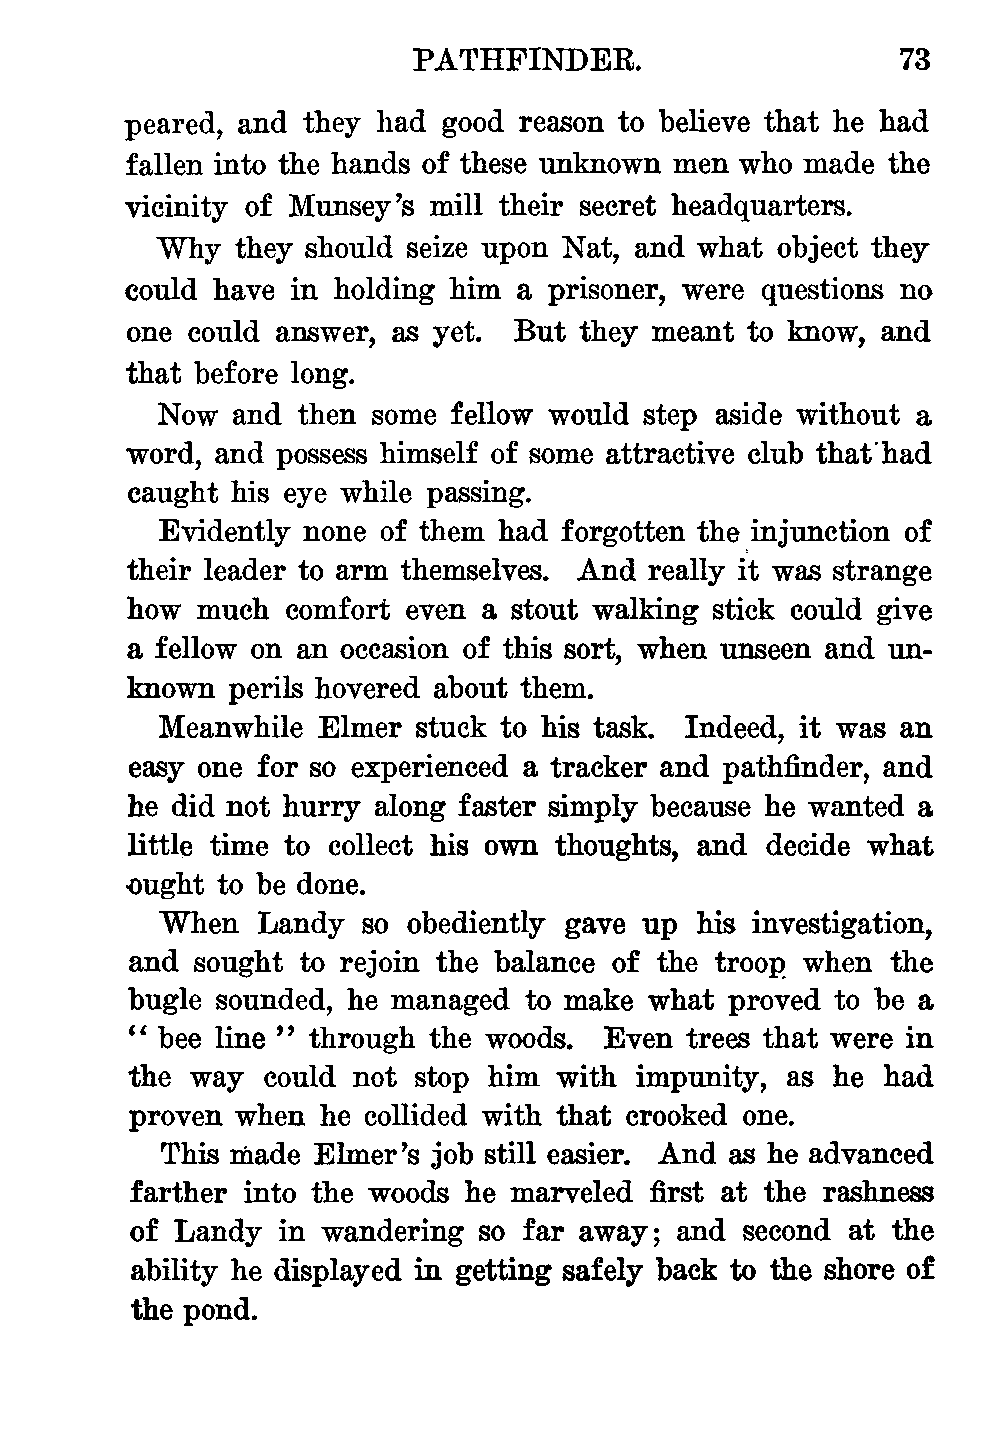 PATHFINDER. 73
peared, and they had good reason to believe that he had
fallen into the hands of these unknown men who made the
vicinity of Munsey's mill their secret headquarters.
Why they should seize upon Nat, and what object they
could have in holding him a prisoner, were questions no
one could answer, as yet. But they meant to know, and
that before long.
Now and then some fellow would step aside without a
word, and possess himself of some attractive club that had
caught his eye while passing.
Evidently none of them had forgotten the injunction of
their leader to arm themselves. And really it was strange
how much comfort even a stout walking stick could give
a fellow on an occasion of this sort, when unseen and un-
known perils hovered about them.
Meanwhile Elmer stuck to his task. Indeed, it was an
easy one for so experienced a tracker and pathfinder, and
he did not hurry along faster simply because he wanted a
little time to collect his own thoughts, and decide what
ought to be done.
When Landy so obediently gave up his investigation,
and sought to rejoin the balance of the troop when the
bugle sounded, he managed to make what proved to be a
" bee line " through the woods. Even trees that were in
the way could not stop him with impunity, as he had
proven when he collided with that crooked one.
This made Elmer's job still easier. And as he advanced
farther into the woods he marveled first at the rashness
of Landy in wandering so far away; and second at the
ability he displayed in getting safely back to the shore of
the pond.